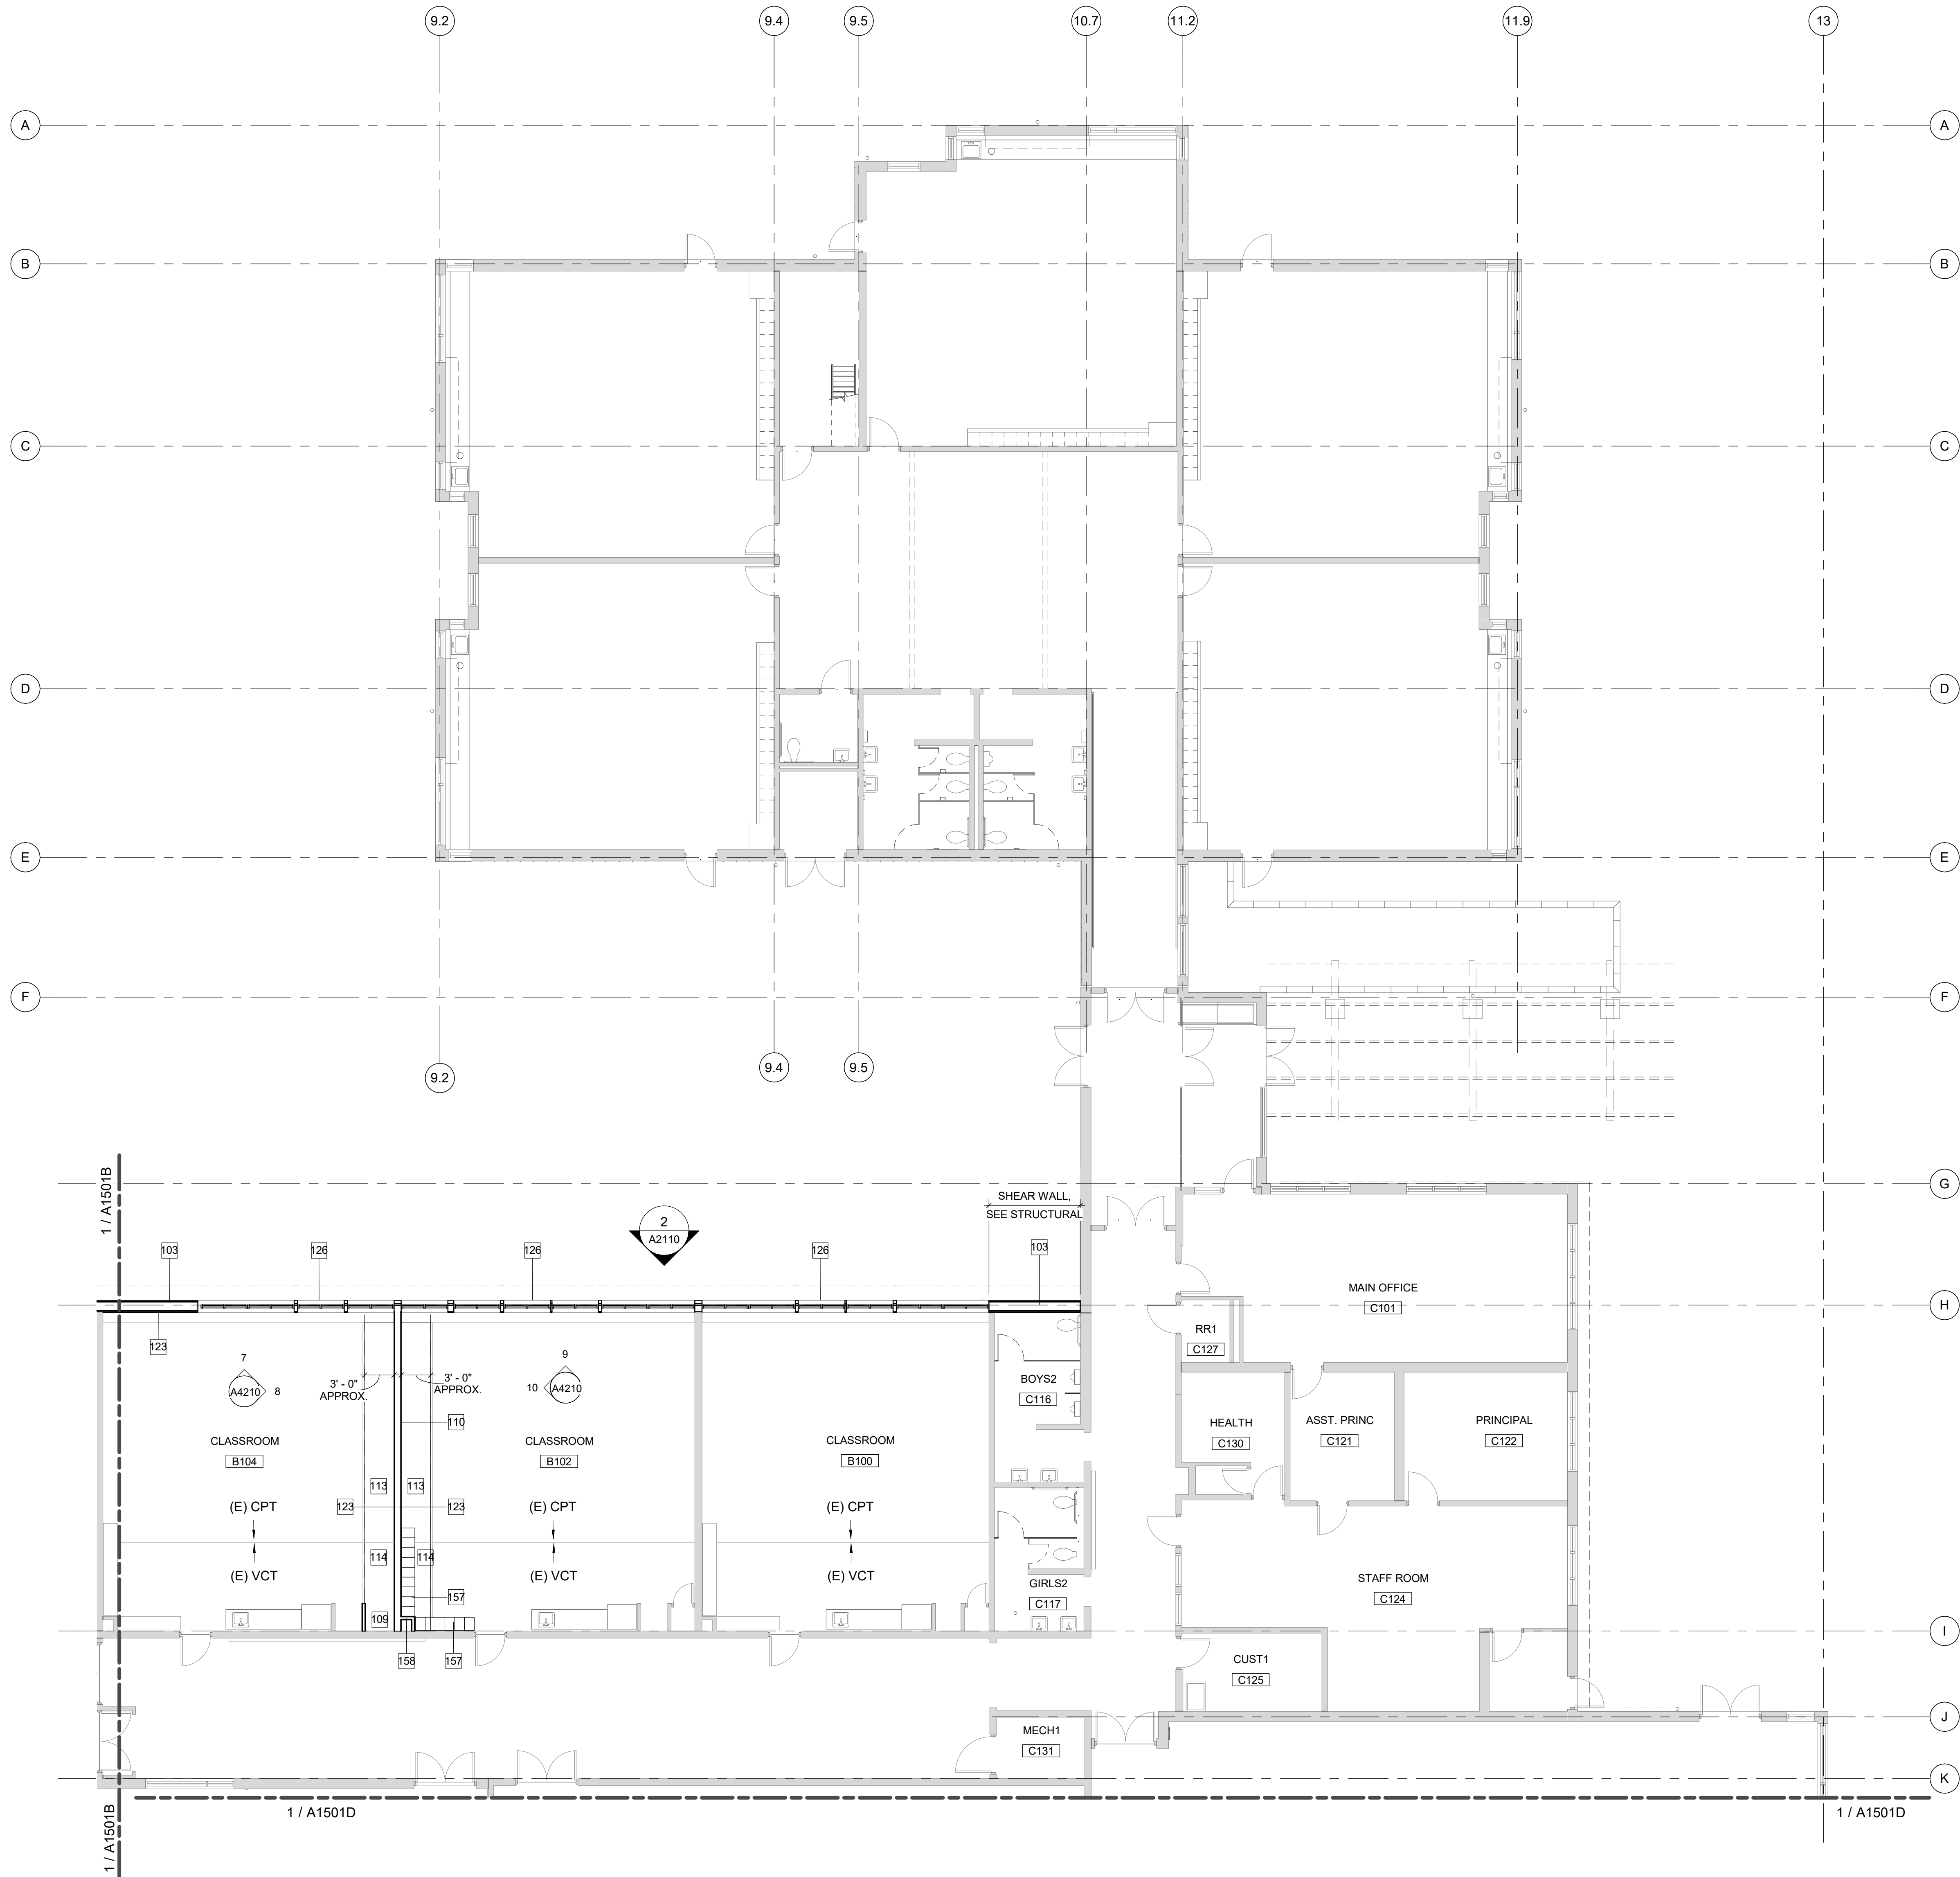 9.2
9.4
9.5
10.7
11.2
11.9
13
A
A
B
B
C
C
D
D
E
E
F
F
9.2
9.4
9.5
1 / A1501B
G
SHEAR WALL,
SEE STRUCTURAL
2
A2110
103
126
126
126
103
MAIN OFFICE
C101
H
RR1
C127
123
7
A4210
8
3' - 0"
APPROX.
3' - 0"
APPROX.
9
10
A4210
BOYS2
C116
110
HEALTH
C130
ASST. PRINC
C121
PRINCIPAL
C122
CLASSROOM
B104
CLASSROOM
B102
CLASSROOM
B100
113
113
123
123
(E) CPT
(E) CPT
(E) CPT
114
114
(E) VCT
(E) VCT
(E) VCT
GIRLS2
C117
STAFF ROOM
C124
157
109
158
157
I
CUST1
C125
MECH1
C131
J
K
1 / A1501B
1 / A1501D
1 / A1501D